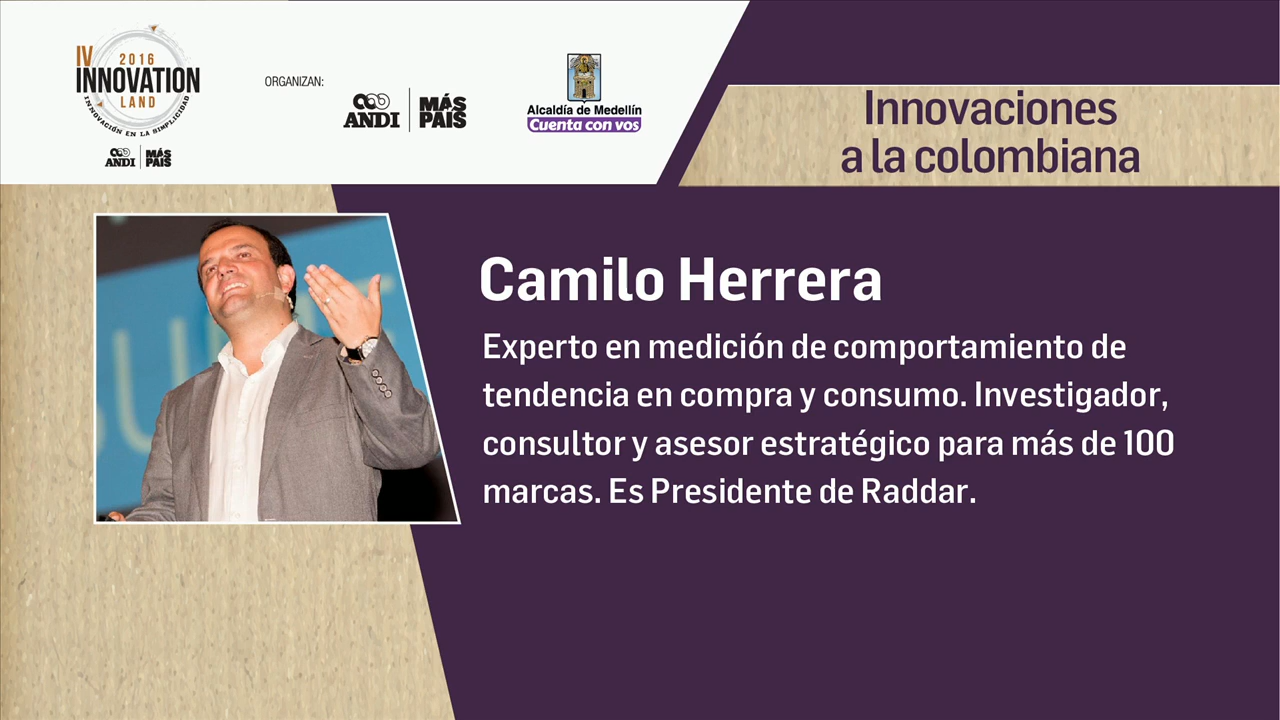 IV
2016
INNOVATION
LAND
INNOVACIÓN EN LA SIMPLICIDAD
ANDI MÁS PAÍS
ORGANIZAN:
ANDI
MÁS
PAÍS
Alcaldía de Medellín
Cuenta con vos
Innovaciones
a la colombiana
Camilo Herrera
Experto en medición de comportamiento de
tendencia en compra y consumo. Investigador,
consultor y asesor estratégico para más de 100
marcas. Es Presidente de Raddar.